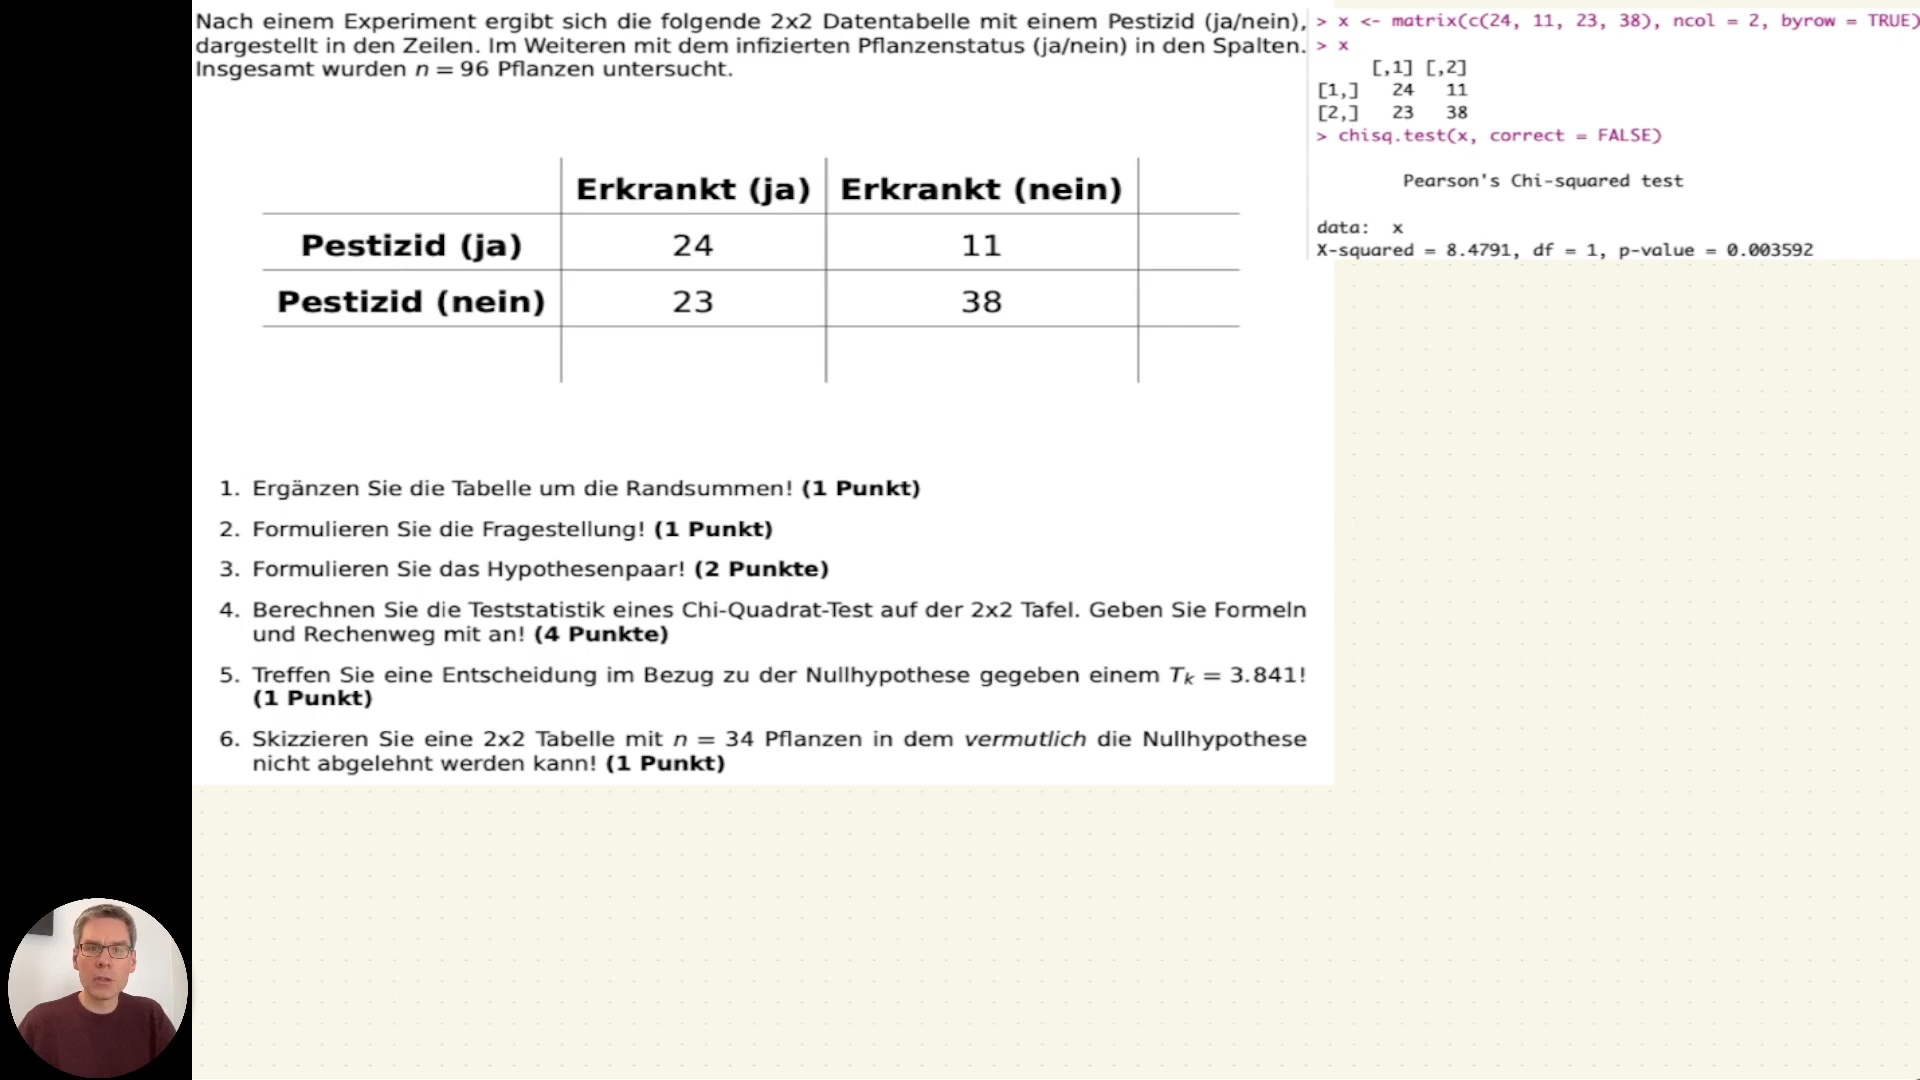 Nach einem Experiment ergibt sich die folgende 2x2 Datentabelle mit einem Pestizid (ja/nein),
dargestellt in den Zeilen. Im Weiteren mit dem infizierten Pflanzenstatus (ja/nein) in den Spalten.
Insgesamt wurden n = 96 Pflanzen untersucht.
Erkrankt (ja) Erkrankt (nein)
Pestizid (ja) 24 11
Pestizid (nein) 23 38
1. Ergänzen Sie die Tabelle um die Randsummen! (1 Punkt)
2. Formulieren Sie die Fragestellung! (1 Punkt)
3. Formulieren Sie das Hypothesenpaar! (2 Punkte)
4. Berechnen Sie die Teststatistik eines Chi-Quadrat-Test auf der 2x2 Tafel. Geben Sie Formeln
und Rechenweg mit an! (4 Punkte)
5. Treffen Sie eine Entscheidung im Bezug zu der Nullhypothese gegeben einem Tk = 3.841!
(1 Punkt)
6. Skizzieren Sie eine 2x2 Tabelle mit n = 34 Pflanzen in dem vermutlich die Nullhypothese
nicht abgelehnt werden kann! (1 Punkt)
> x <- matrix(c(24, 11, 23, 38), ncol = 2, byrow = TRUE)
> x
[,1] [,2]
[1,] 24 11
[2,] 23 38
> chisq.test(x, correct = FALSE)
Pearson's Chi-squared test
data: x
X-squared = 8.4791, df = 1, p-value = 0.003592